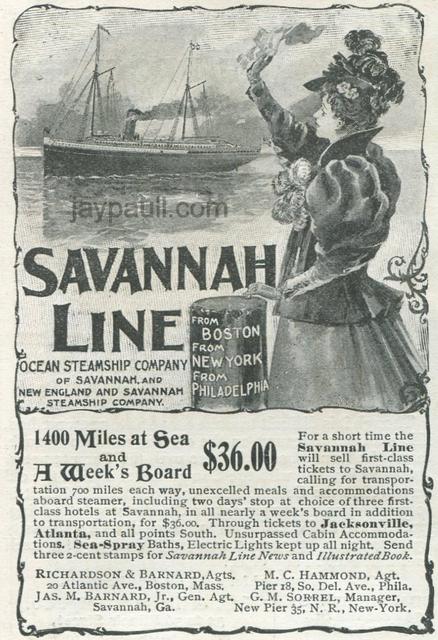 jaypaull.com
SAVANNAH
LINE
OCEAN STEAMSHIP COMPANY
OF SAVANNAH, AND
NEW ENGLAND AND SAVANNAH
STEAMSHIP COMPANY.
FROM
BOSTON
FROM
NEW YORK
FROM
PHILADELPHIA
1400 Miles at Sea
and
A Week's Board
$36.00
For a short time the
Savannah Line
will sell first-class
tickets to Savannah,
calling for transpor-
tation 700 miles each way, unexcelled meals and accommodations
aboard steamer, including two days' stop at choice of three first-
class hotels at Savannah, in all nearly a week's board in addition
to transportation, for $36.00. Through tickets to Jacksonville,
Atlanta, and all points South. Unsurpassed Cabin Accommoda-
tions. Sea-Spray Baths, Electric Lights kept up all night. Send
three 2-cent stamps for Savannah Line News and Illustrated Book.
RICHARDSON & BARNARD, Agts.
20 Atlantic Ave., Boston, Mass.
JAS. M. BARNARD, Jr., Gen. Agt.
Savannah, Ga.
M. C. HAMMOND, Agt.
Pier 18, So. Del. Ave., Phila.
G. M. SORREL, Manager,
New Pier 35, N. R., New-York.